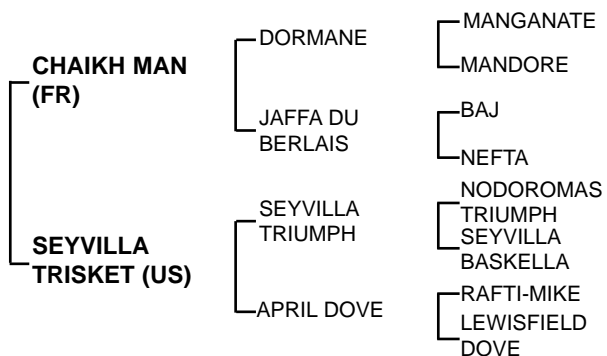 CHAIKH MAN
(FR)
SEYVILLA
TRISKET (US)
DORMANE
JAFFA DU
BERLAIS
SEYVILLA
TRIUMPH
APRIL DOVE
MANGANATE
MANDORE
BAJ
NEFTA
NODOROMAS
TRIUMPH
SEYVILLA
BASKELLA
RAFTI-MIKE
LEWISFIELD
DOVE